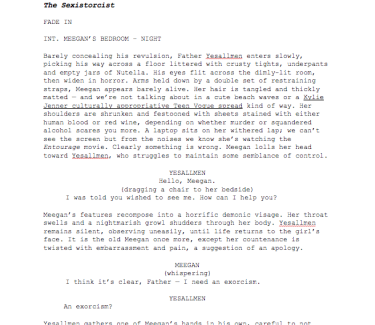 The Sexistorcist
FADE IN
INT. MEEGAN'S BEDROOM – NIGHT
Barely concealing his revulsion, Father Yesallmen enters slowly,
picking his way across a floor littered with crusty tights, underpants
and empty jars of Nutella. His eyes flit across the dimly-lit room,
then widen in horror. Arms held down by a double set of restraining
straps, Meegan appears barely alive. Her hair is tangled and thickly
matted – and we're not talking about in a cute beach waves or a Kylie
Jenner culturally appropriative Teen Vogue spread kind of way. Her
shoulders are shrunken and festooned with sheets stained with either
human blood or red wine, depending on whether murder or squandered
alcohol scares you more. A laptop sits on her withered lap; we can't
see the screen but from the noises we know she's watching the
Entourage movie. Clearly something is wrong. Meegan lolls her head
toward Yesallmen, who struggles to maintain some semblance of control.
YESALLMEN
Hello, Meegan.
(dragging a chair to her bedside)
I was told you wished to see me. How can I help you?
Meegan's features recompose into a horrific demonic visage. Her throat
swells and a nightmarish growl shudders through her body. Yesallmen
remains silent, observing uneasily, until life returns to the girl's
face. It is the old Meegan once more, except her countenance is
twisted with embarrassment and pain, a suggestion of an apology.
MEEGAN
(whispering)
I think it's clear, Father – I need an exorcism.
YESALLMEN
An exorcism?
Yesallmen gathers one of Meegan's hands in his own, careful to not